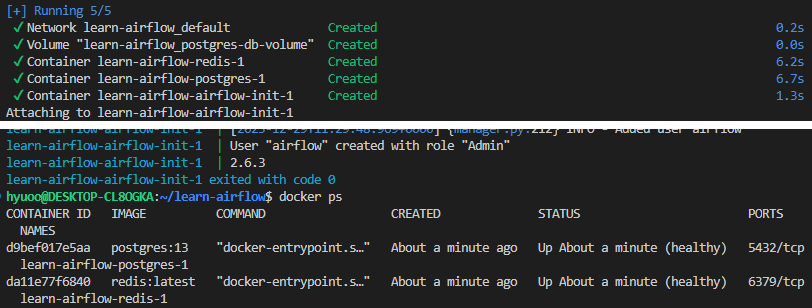 [+] Running 5/5
✔ Network learn-airflow_default Created 0.2s
✔ Volume "learn-airflow_postgres-db-volume" Created 0.0s
✔ Container learn-airflow-redis-1 Created 6.2s
✔ Container learn-airflow-postgres-1 Created 6.7s
✔ Container learn-airflow-airflow-init-1 Created 1.3s
Attaching to learn-airflow-airflow-init-1
learn-airflow-airflow-init-1 | [2023-12-29T11:29:48.969+0000] {manager.py:212} INFO - Added user airflow
learn-airflow-airflow-init-1 | User "airflow" created with role "Admin"
learn-airflow-airflow-init-1 | 2.6.3
learn-airflow-airflow-init-1 exited with code 0
hyuoo@DESKTOP-CL8OGKA:~/learn-airflow$ docker ps
CONTAINER ID IMAGE COMMAND CREATED STATUS PORTS
NAMES
d9bef017e5aa postgres:13 "docker-entrypoint.s…" About a minute ago Up About a minute (healthy) 5432/tcp
learn-airflow-postgres-1
da11e77f6840 redis:latest "docker-entrypoint.s…" About a minute ago Up About a minute (healthy) 6379/tcp
learn-airflow-redis-1